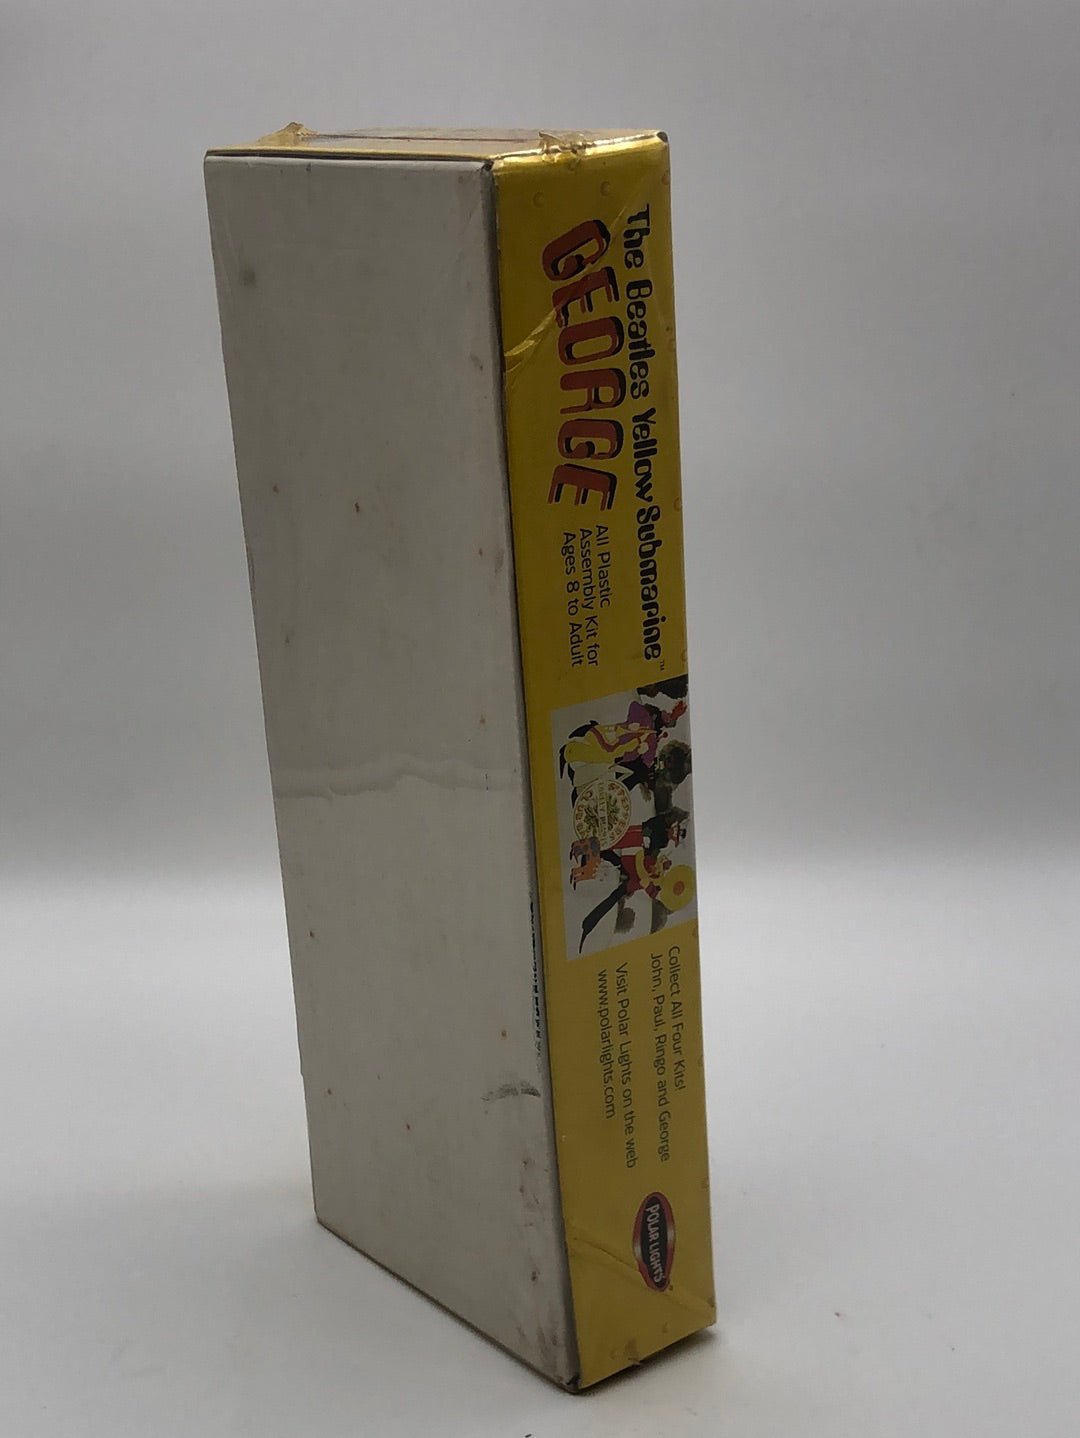 The Beatles Yellow Submarine™
GEORGE
All Plastic
Assembly Kit for
Ages 8 to Adult
Collect All Four Kits!
John, Paul, Ringo and George
Visit Polar Lights on the web
www.polarlights.com
POLAR LIGHTS